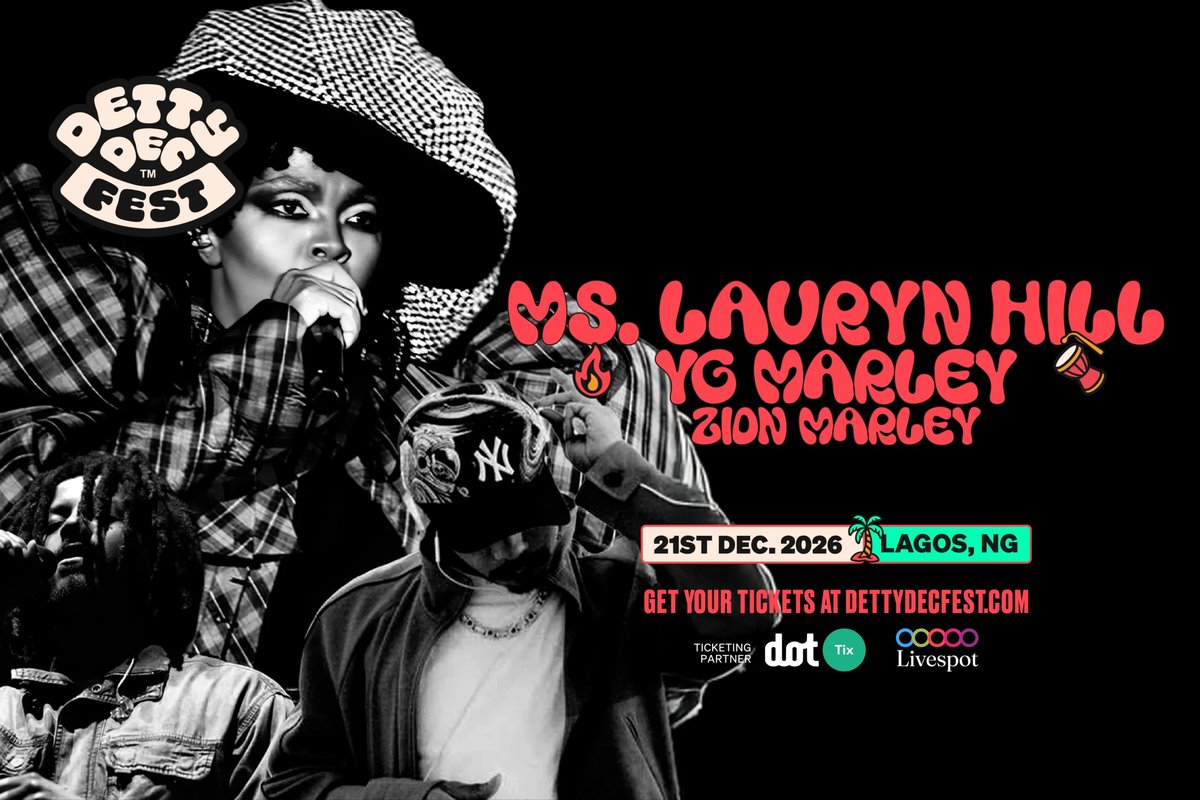 DETTY
DEC
TM
FEST
MS. LAURYN HILL
YG MARLEY
ZION MARLEY
NY
21ST DEC. 2026 LAGOS, NG
GET YOUR TICKETS AT DETTYDECFEST.COM
TICKETING
PARTNER
dot Tix
Livespot